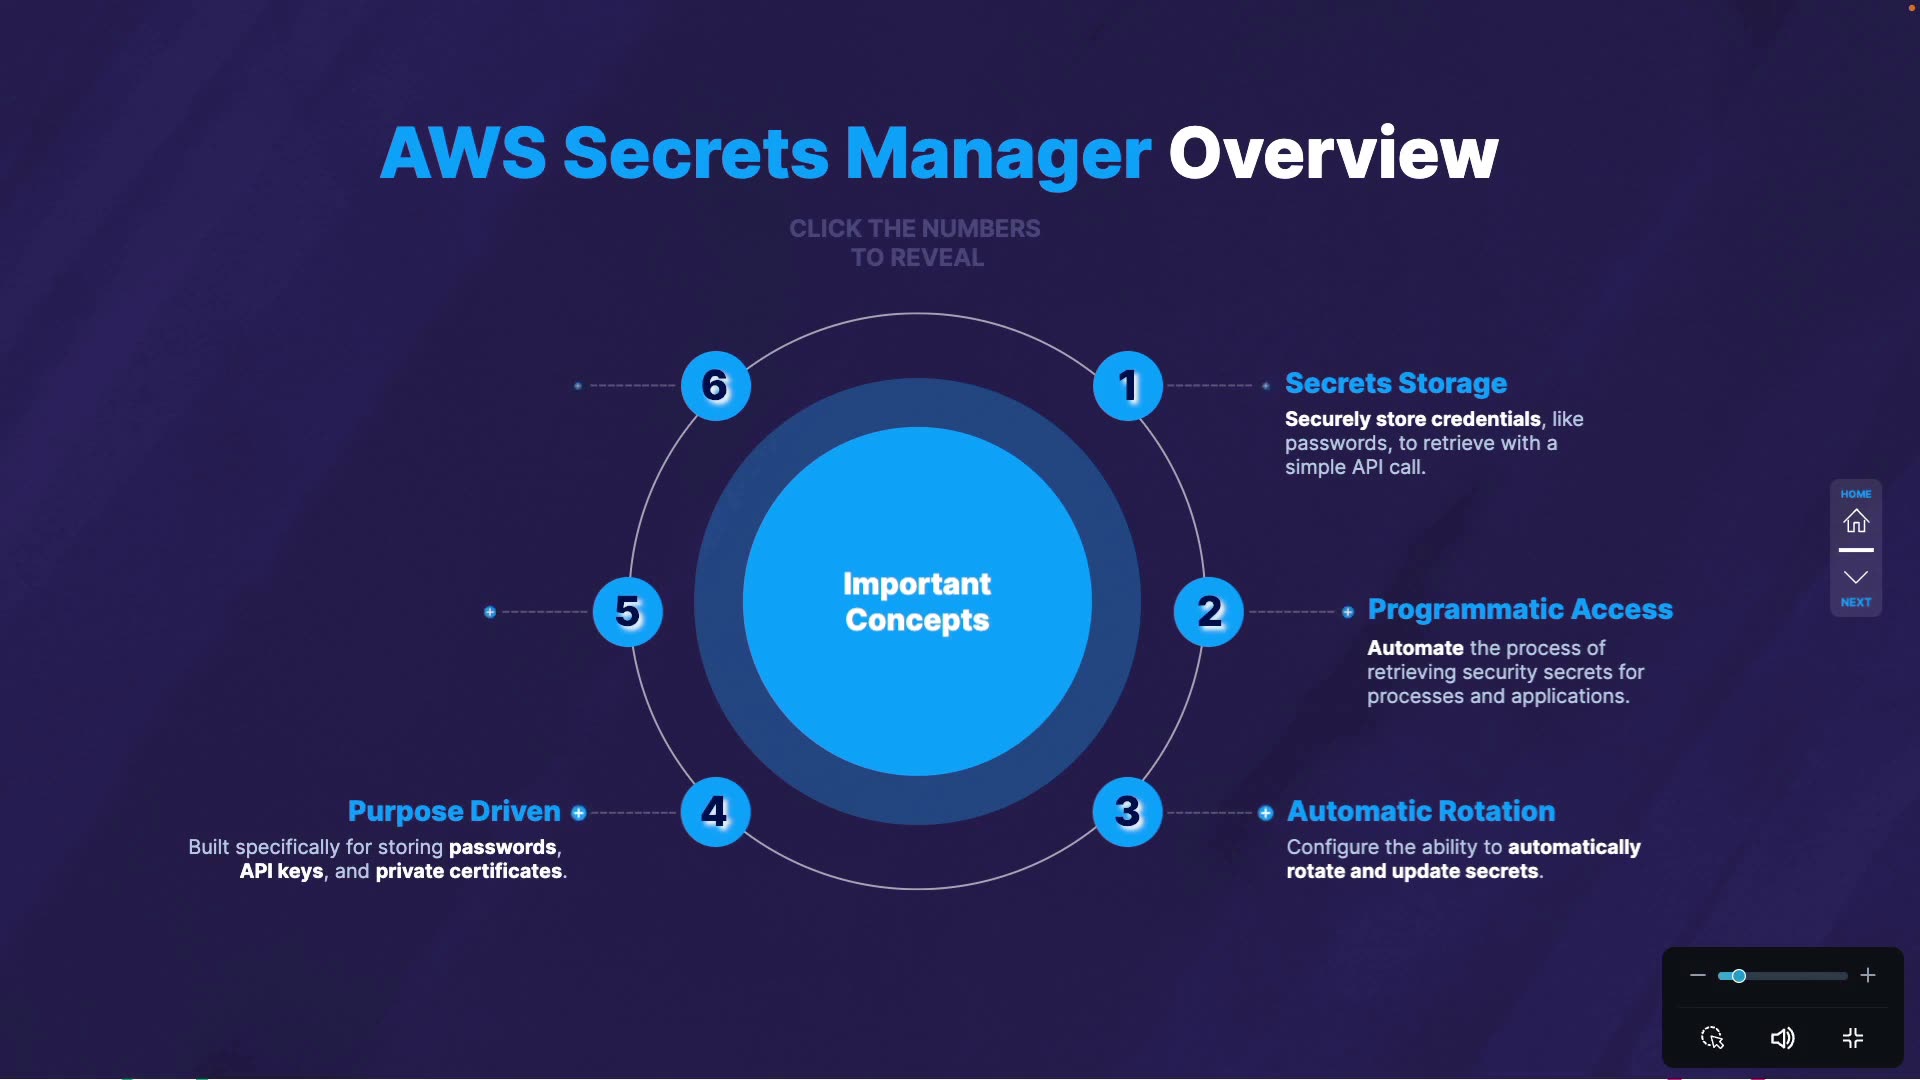 AWS Secrets Manager Overview
CLICK THE NUMBERS
TO REVEAL
6
1
Secrets Storage
Securely store credentials, like
passwords, to retrieve with a
simple API call.
HOME
NEXT
Important
Concepts
5
2
Programmatic Access
Automate the process of
retrieving security secrets for
processes and applications.
Purpose Driven
Built specifically for storing passwords,
API keys, and private certificates.
4
3
Automatic Rotation
Configure the ability to automatically
rotate and update secrets.